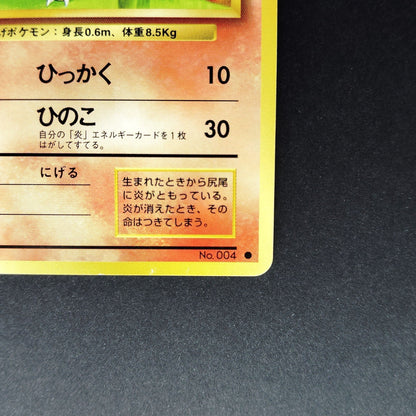 げポケモン：身長0.6m、体重8.5Kg
ひっかく 10
ひのこ 30
自分の「炎」エネルギーカードを1枚
はがしてすてる。
にげる
生まれたときから尻尾
に炎がともっている。
炎が消えたとき、その
命はつきてしまう。
No. 004 ●